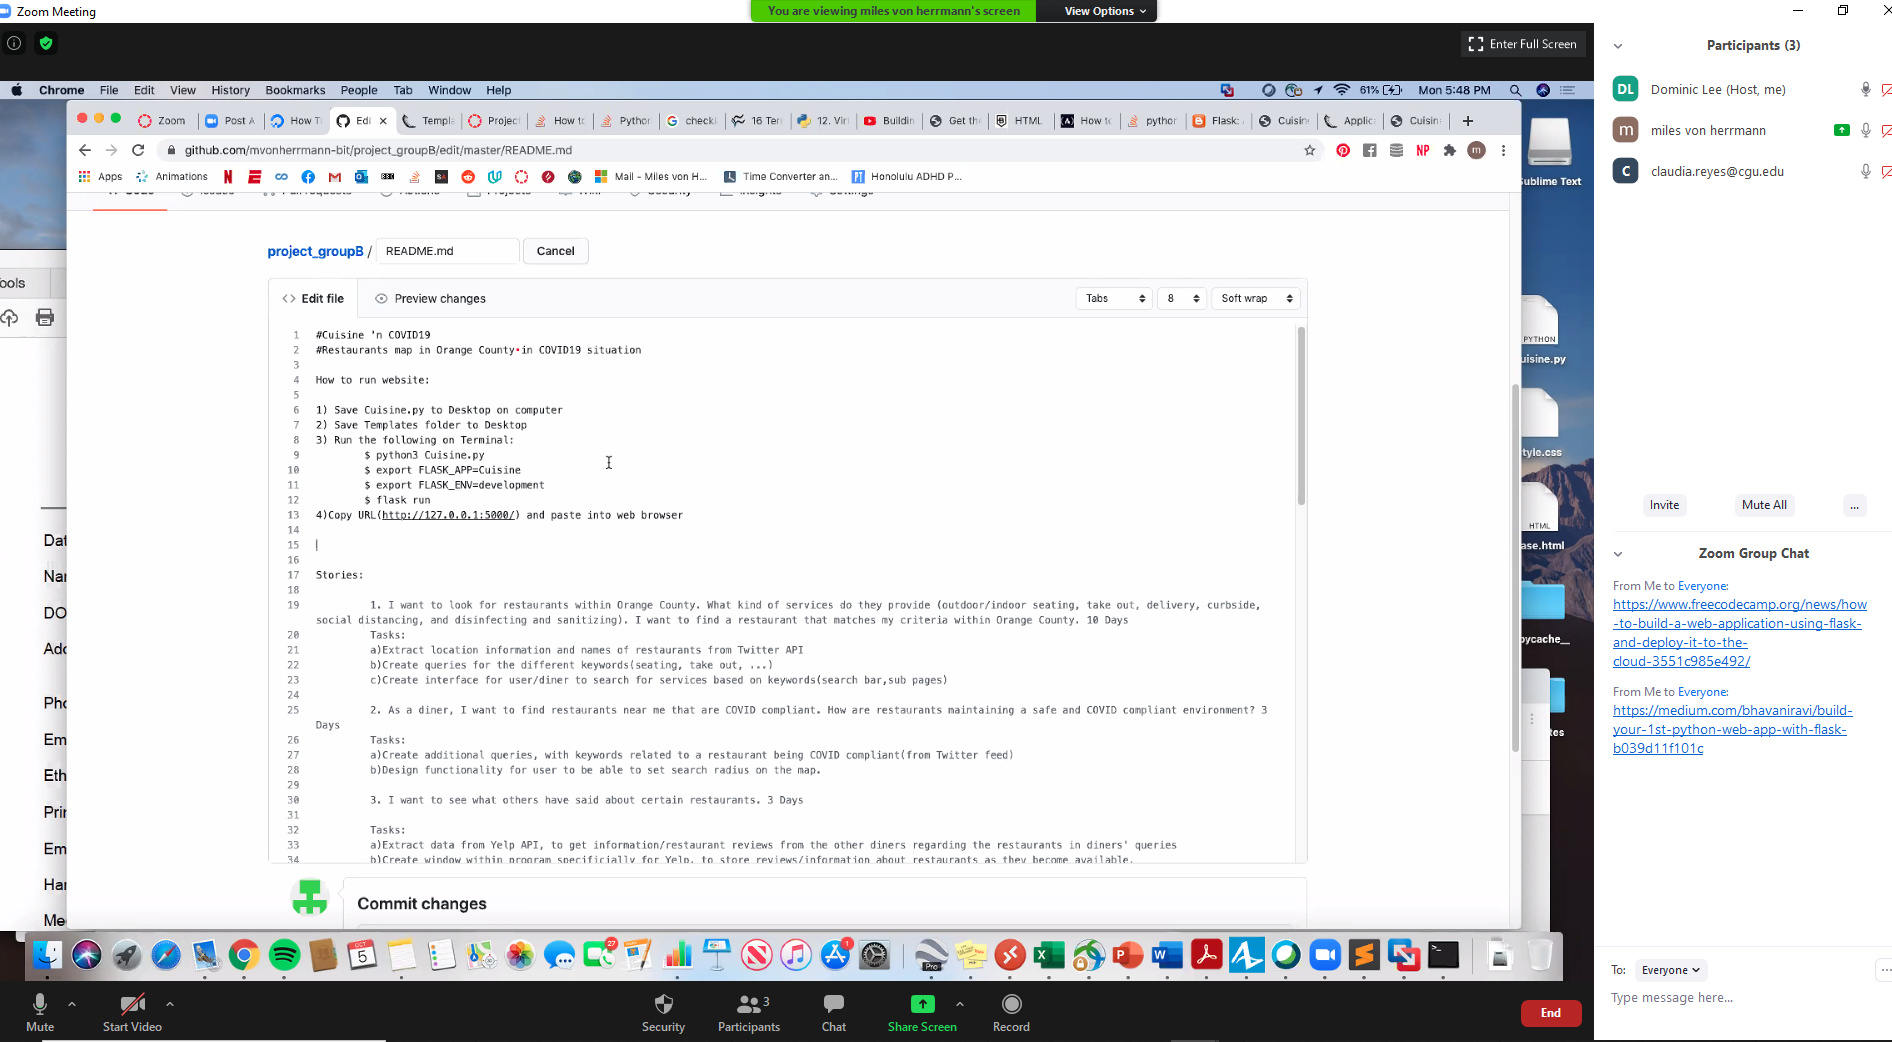 Zoom Meeting
You are viewing miles von herrmann's screen
View Options
Enter Full Screen
Chrome File Edit View History Bookmarks People Tab Window Help
61%
Mon 5:48 PM
Zoom
Post A
How T
Edi
Templa
Project
How to
Python
check
16 Ter
12. Vir
Buildin
Get th
HTML
How to
python
Flask:
Cuisine
Applic
Cuisin
github.com/mvonherrmann-bit/project_groupB/edit/master/README.md
Apps
Animations
Mail - Miles von H...
Time Converter an...
Honolulu ADHD P...
project_groupB / README.md Cancel
Edit file
Preview changes
Tabs
8
Soft wrap
1 #Cuisine 'n COVID19
2 #Restaurants map in Orange County•in COVID19 situation
3
4 How to run website:
5
6 1) Save Cuisine.py to Desktop on computer
7 2) Save Templates folder to Desktop
8 3) Run the following on Terminal:
9 $ python3 Cuisine.py
10 $ export FLASK_APP=Cuisine
11 $ export FLASK_ENV=development
12 $ flask run
13 4)Copy URL(http://127.0.0.1:5000/) and paste into web browser
14
15
16
17 Stories:
18
19 1. I want to look for restaurants within Orange County. What kind of services do they provide (outdoor/indoor seating, take out, delivery, curbside,
social distancing, and disinfecting and sanitizing). I want to find a restaurant that matches my criteria within Orange County. 10 Days
20 Tasks:
21 a)Extract location information and names of restaurants from Twitter API
22 b)Create queries for the different keywords(seating, take out, ...)
23 c)Create interface for user/diner to search for services based on keywords(search bar,sub pages)
24
25 2. As a diner, I want to find restaurants near me that are COVID compliant. How are restaurants maintaining a safe and COVID compliant environment? 3
Days
26 Tasks:
27 a)Create additional queries, with keywords related to a restaurant being COVID compliant(from Twitter feed)
28 b)Design functionality for user to be able to set search radius on the map.
29
30 3. I want to see what others have said about certain restaurants. 3 Days
31
32 Tasks:
33 a)Extract data from Yelp API, to get information/restaurant reviews from the other diners regarding the restaurants in diners' queries
34 b)Create window within program specificially for Yelp, to store reviews/information about restaurants as they become available.
Commit changes
ools
Dat
Nar
DO
Adc
Pho
Em
Eth
Prin
Em
Har
Me
Sublime Text
PYTHON
uisine.py
tyle.css
HTML
ase.html
pycache__
tes
OCT
5
27
1
Pro
Participants (3)
DL Dominic Lee (Host, me)
m miles von herrmann
C claudia.reyes@cgu.edu
Invite
Mute All
...
Zoom Group Chat
From Me to Everyone:
https://www.freecodecamp.org/news/how
-to-build-a-web-application-using-flask-
and-deploy-it-to-the-
cloud-3551c985e492/
From Me to Everyone:
https://medium.com/bhavaniravi/build-
your-1st-python-web-app-with-flask-
b039d11f101c
To: Everyone
Type message here...
Mute
Start Video
Security
3
Participants
Chat
Share Screen
Record
End